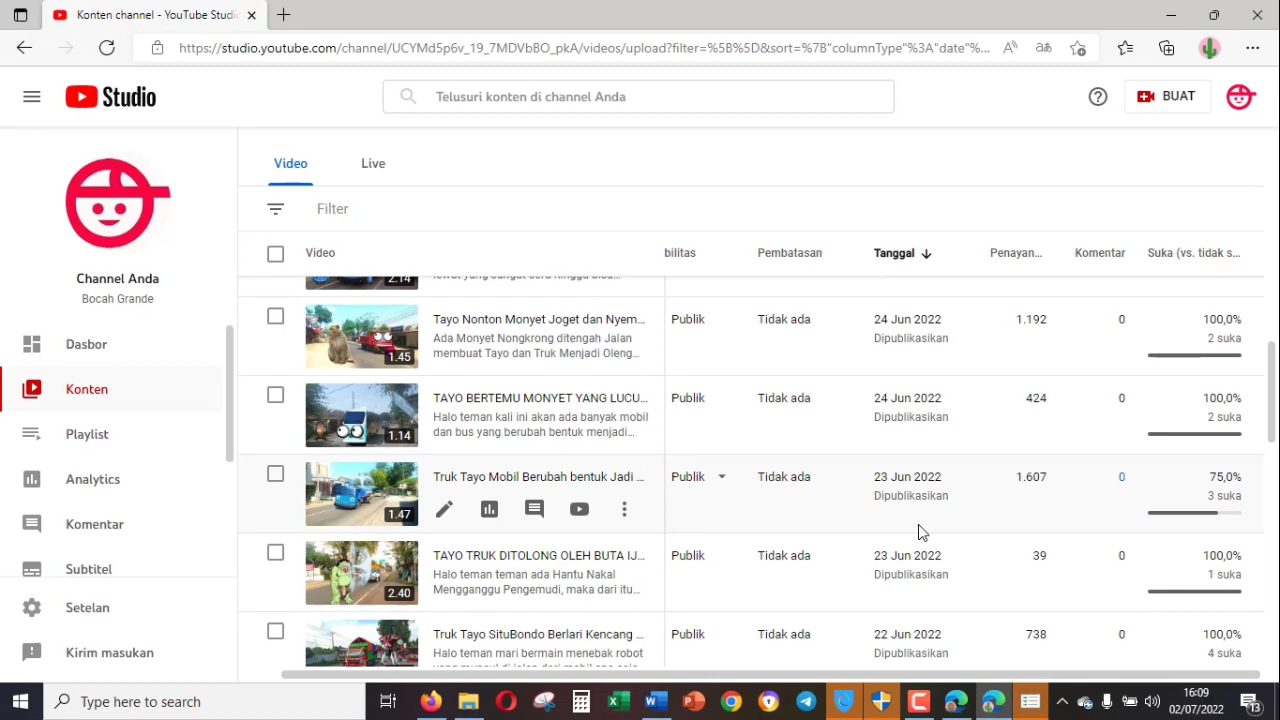 Konten channel - YouTube Studi
https://studio.youtube.com/channel/UCYMd5p6v_19_7MDVbBO_pkA/videos/upload?filter=%5B%5D&sort=%7B"columnType"%3A"date"%...
Studio
Telusuri konten di channel Anda
BUAT
Channel Anda
Bocah Grande
Dasbor
Konten
Playlist
Analytics
Komentar
Subtitel
Setelan
Kirim masukan
Video Live
Filter
Video bilitas Pembatasan Tanggal Penayan... Komentar Suka (vs. tidak s...
2.14
Tayo Nonton Monyet Joget dan Nyem... Publik Tidak ada 24 Jun 2022 1.192 0 100,0%
Ada Monyet Nongkrong ditengah Jalan Dipublikasikan 2 suka
membuat Tayo dan Truk Menjadi Oleng...
1.45
TAYO BERTEMU MONYET YANG LUCU... Publik Tidak ada 24 Jun 2022 424 0 100,0%
Halo teman kali ini akan ada banyak mobil Dipublikasikan 2 suka
dan bus yang berubah bentuk menjadi...
1.14
Truk Tayo Mobil Berubah bentuk Jadi ... Publik Tidak ada 23 Jun 2022 1.607 0 75,0%
Dipublikasikan 3 suka
1.47
TAYO TRUK DITOLONG OLEH BUTA IJ... Publik Tidak ada 23 Jun 2022 39 0 100,0%
Halo teman teman ada Hantu Nakal Dipublikasikan 1 suka
Mengganggu Pengemudi, maka dari itu...
2.40
Truk Tayo SituBondo Berlari Kencang ... Publik Tidak ada 22 Jun 2022 738 0 100,0%
Halo teman mari bermain menebak robot Dipublikasikan 4 suka
Type here to search
16:09
02/07/2022
13